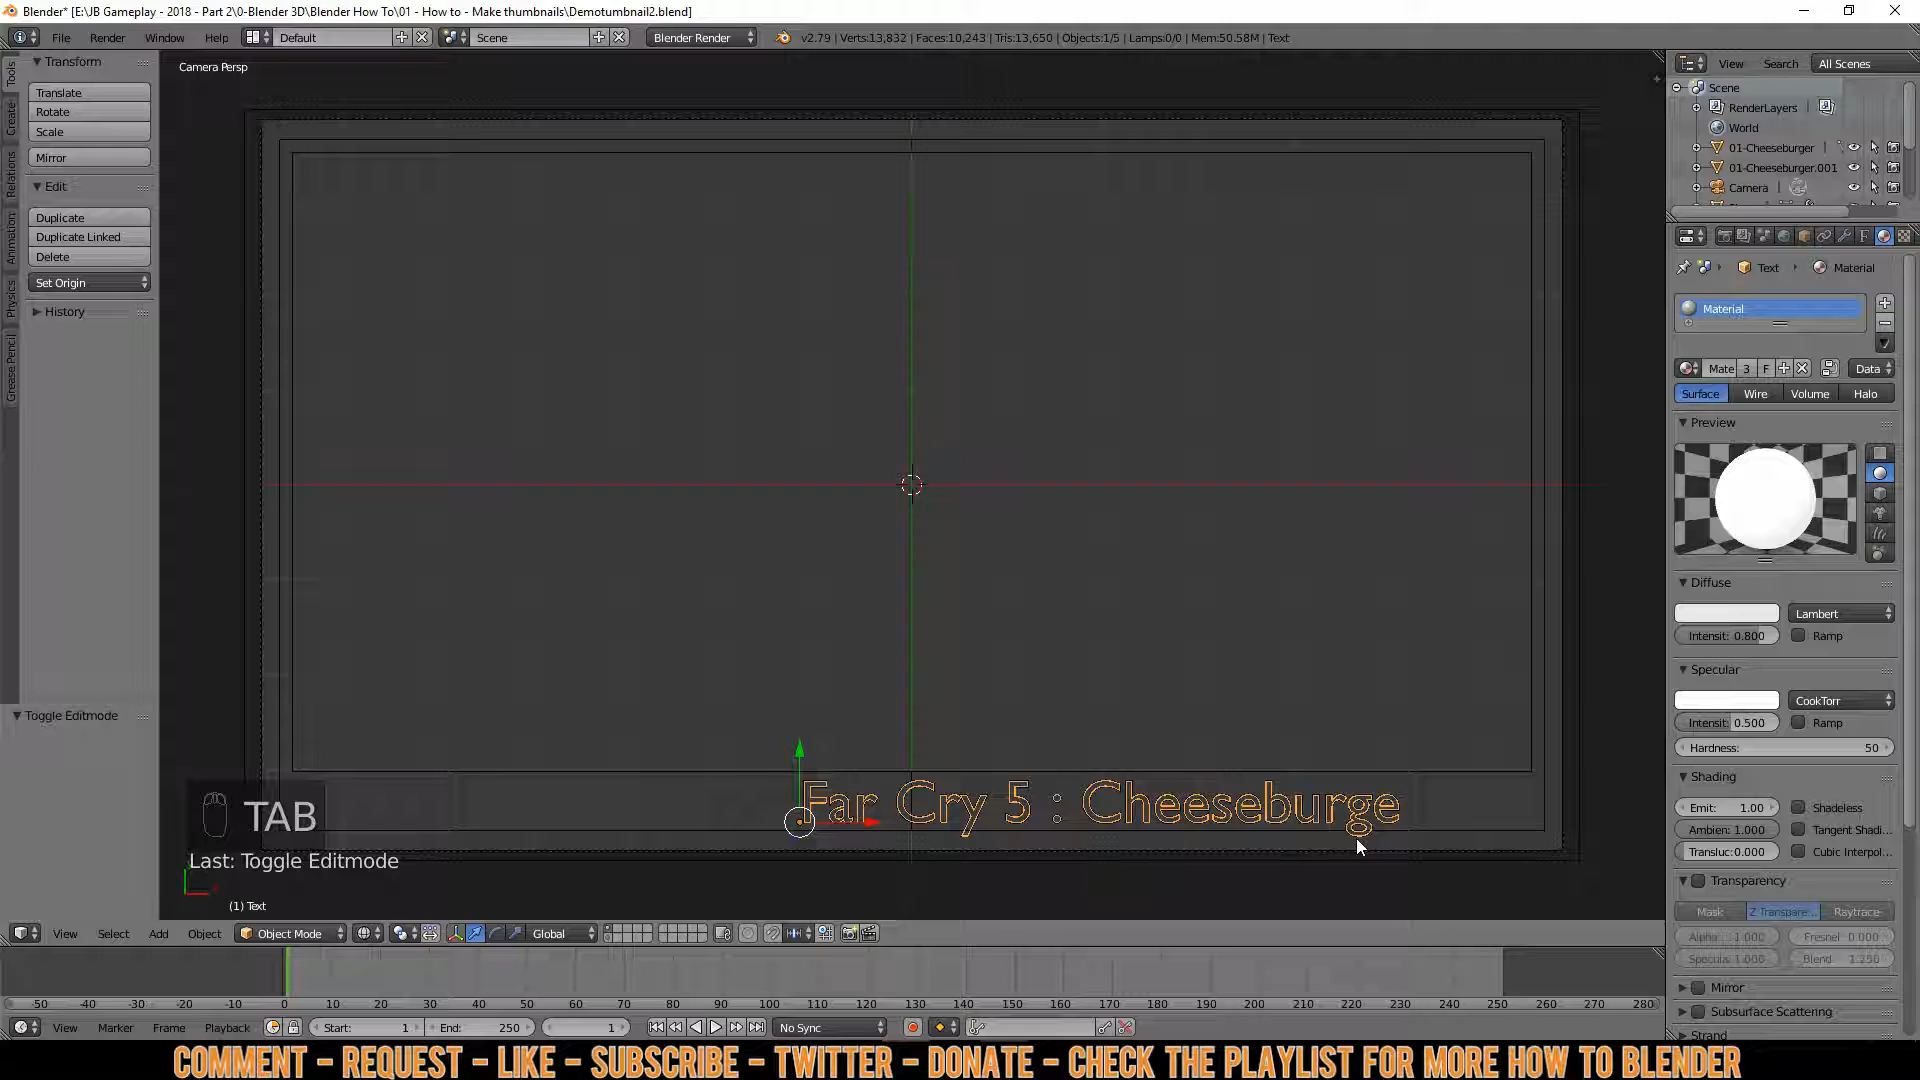 Blender* [E:\JB Gameplay - 2018 - Part 2\0-Blender 3D\Blender How To\01 - How to - Make thumbnails\Demotumbnail2.blend]
File Render Window Help Default Scene Blender Render v2.79 | Verts:13,832 | Faces:10,243 | Tris:13,650 | Objects:1/5 | Lamps:0/0 | Mem:50.58M | Text
Tools
Create
Relations
Animation
Physics
Grease Pencil
Transform
Translate
Rotate
Scale
Mirror
Edit
Duplicate
Duplicate Linked
Delete
Set Origin
History
Toggle Editmode
Camera Persp
Far Cry 5 : Cheeseburge
TAB
Last: Toggle Editmode
(1) Text
View Select Add Object Object Mode Global
-50 -40 -30 -20 -10 0 10 20 30 40 50 60 70 80 90 100 110 120 130 140 150 160 170 180 190 200 210 220 230 240 250 260 270 280
View Marker Frame Playback Start: 1 End: 250 1 No Sync
View Search All Scenes
Scene
RenderLayers
World
01-Cheeseburger
01-Cheeseburger.001
Camera
Text Material
Material
Mate 3 F Data
Surface Wire Volume Halo
Preview
Diffuse
Lambert
Intensit: 0.800 Ramp
Specular
CookTorr
Intensit: 0.500 Ramp
Hardness: 50
Shading
Emit: 1.00 Shadeless
Ambien: 1.000 Tangent Shadi...
Transluc:0.000 Cubic Interpol...
Transparency
Mask Z Transpare... Raytrace
Alpha: 1.000 Fresnel 0.000
Specula: 1.000 Blend 1.250
Mirror
Subsurface Scattering
Strand
COMMENT - REQUEST - LIKE - SUBSCRIBE - TWITTER - DONATE - CHECK THE PLAYLIST FOR MORE HOW TO BLENDER